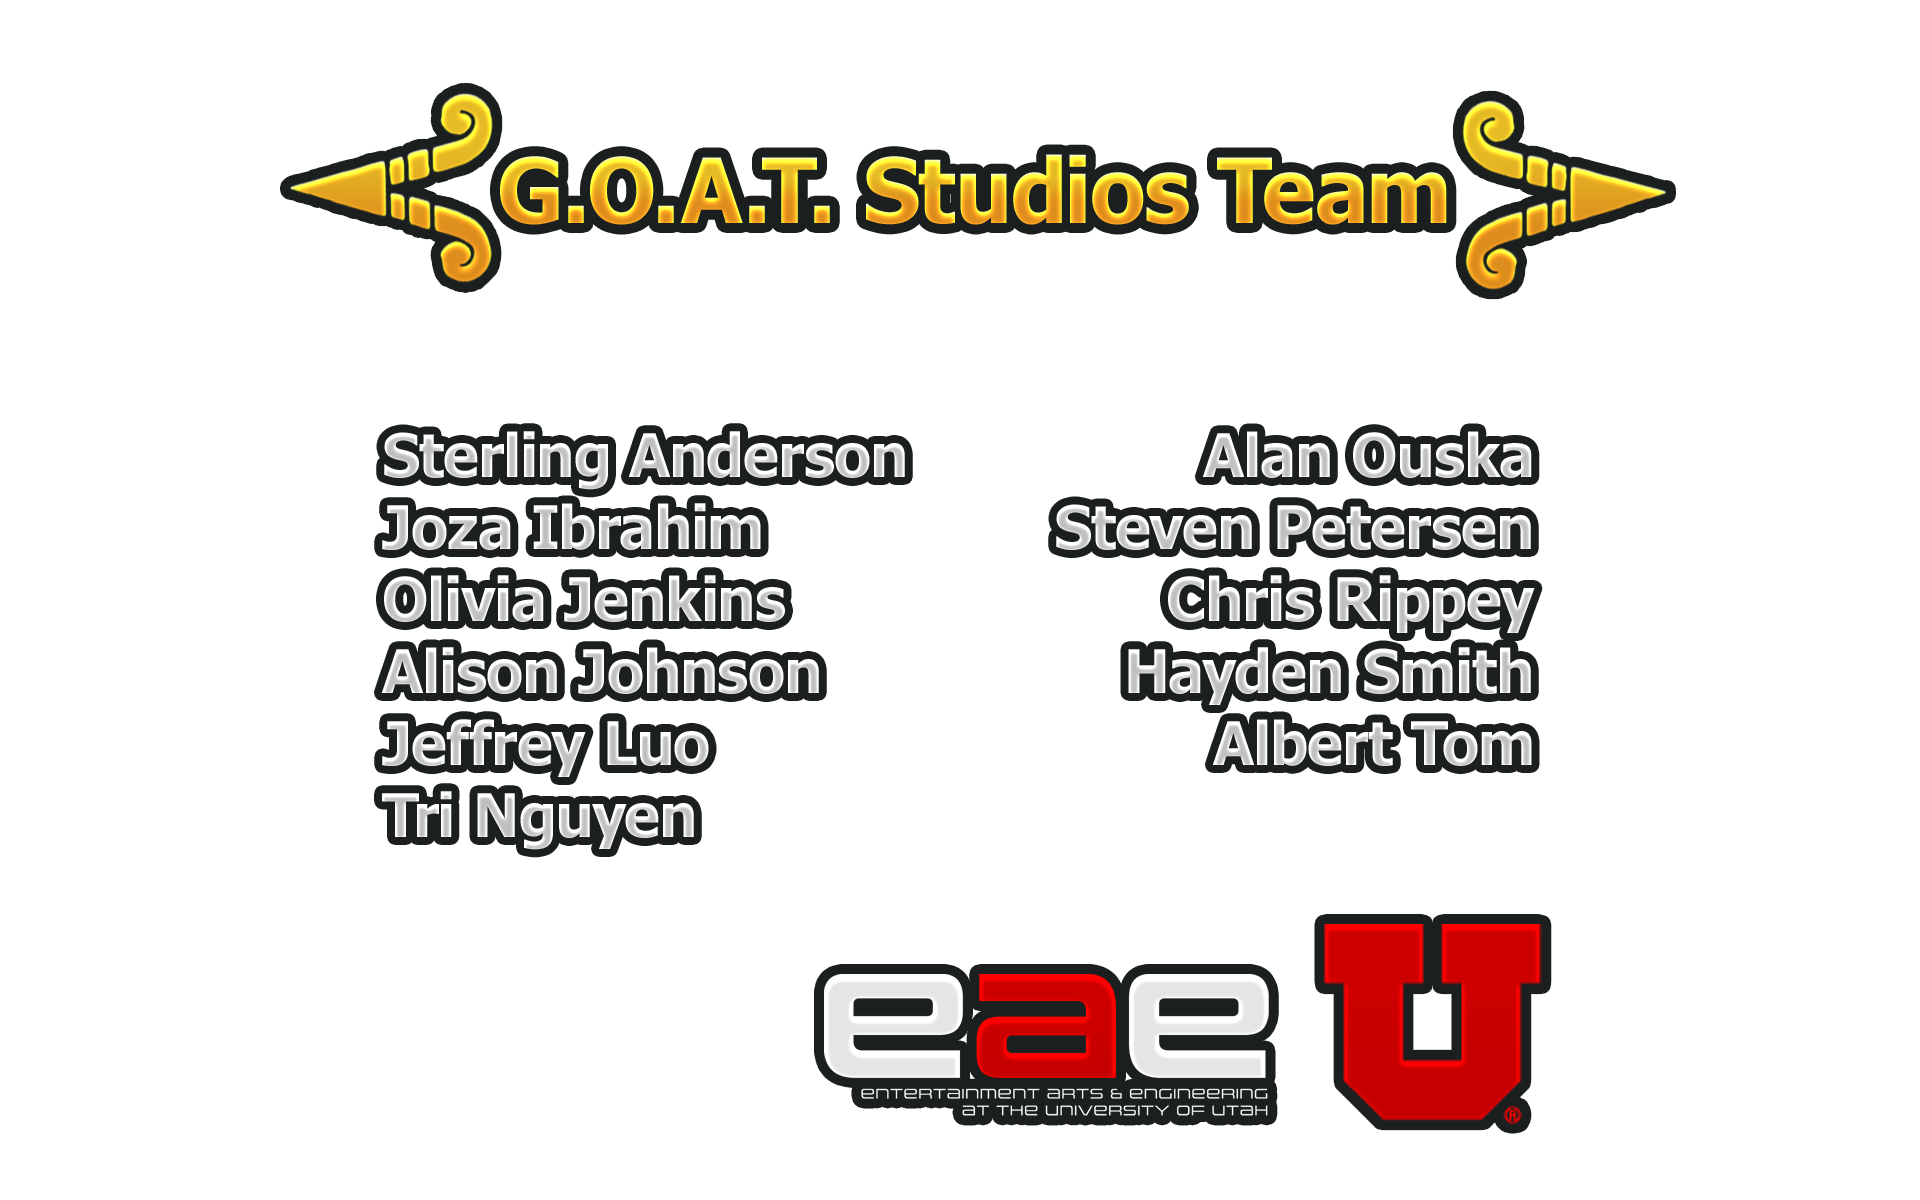 G.O.A.T. Studios Team
Sterling Anderson
Joza Ibrahim
Olivia Jenkins
Alison Johnson
Jeffrey Luo
Tri Nguyen
Alan Ouska
Steven Petersen
Chris Rippey
Hayden Smith
Albert Tom
eae
ENTERTAINMENT ARTS & ENGINEERING
AT THE UNIVERSITY OF UTAH
U®